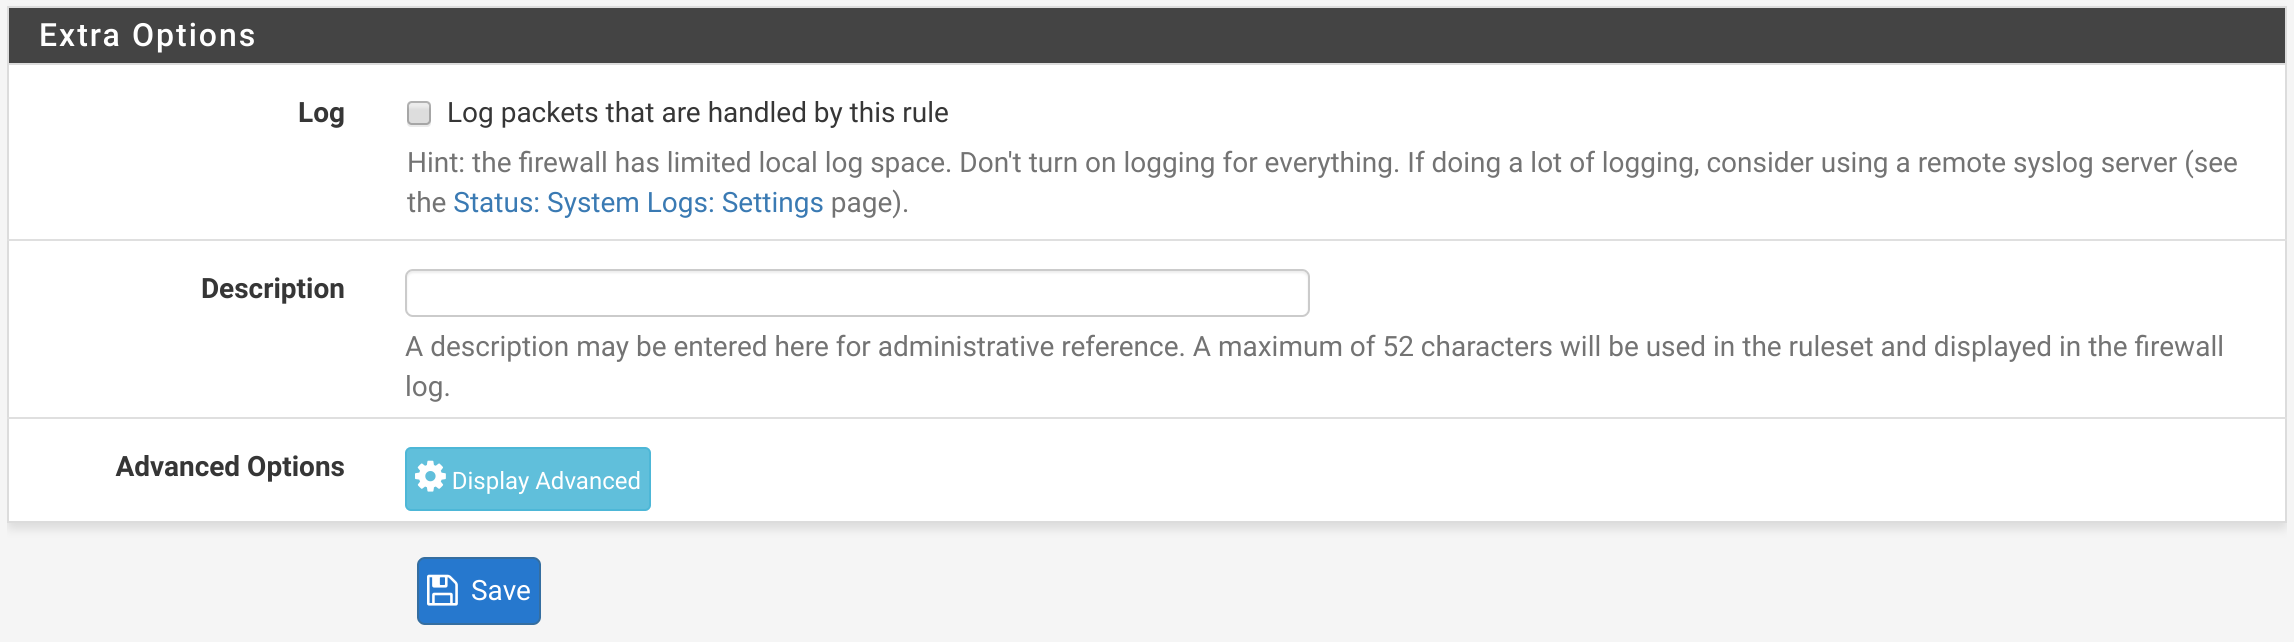 Extra Options
Log
Log packets that are handled by this rule
Hint: the firewall has limited local log space. Don't turn on logging for everything. If doing a lot of logging, consider using a remote syslog server (see
the Status: System Logs: Settings page).
Description
A description may be entered here for administrative reference. A maximum of 52 characters will be used in the ruleset and displayed in the firewall
log.
Advanced Options
Display Advanced
Save